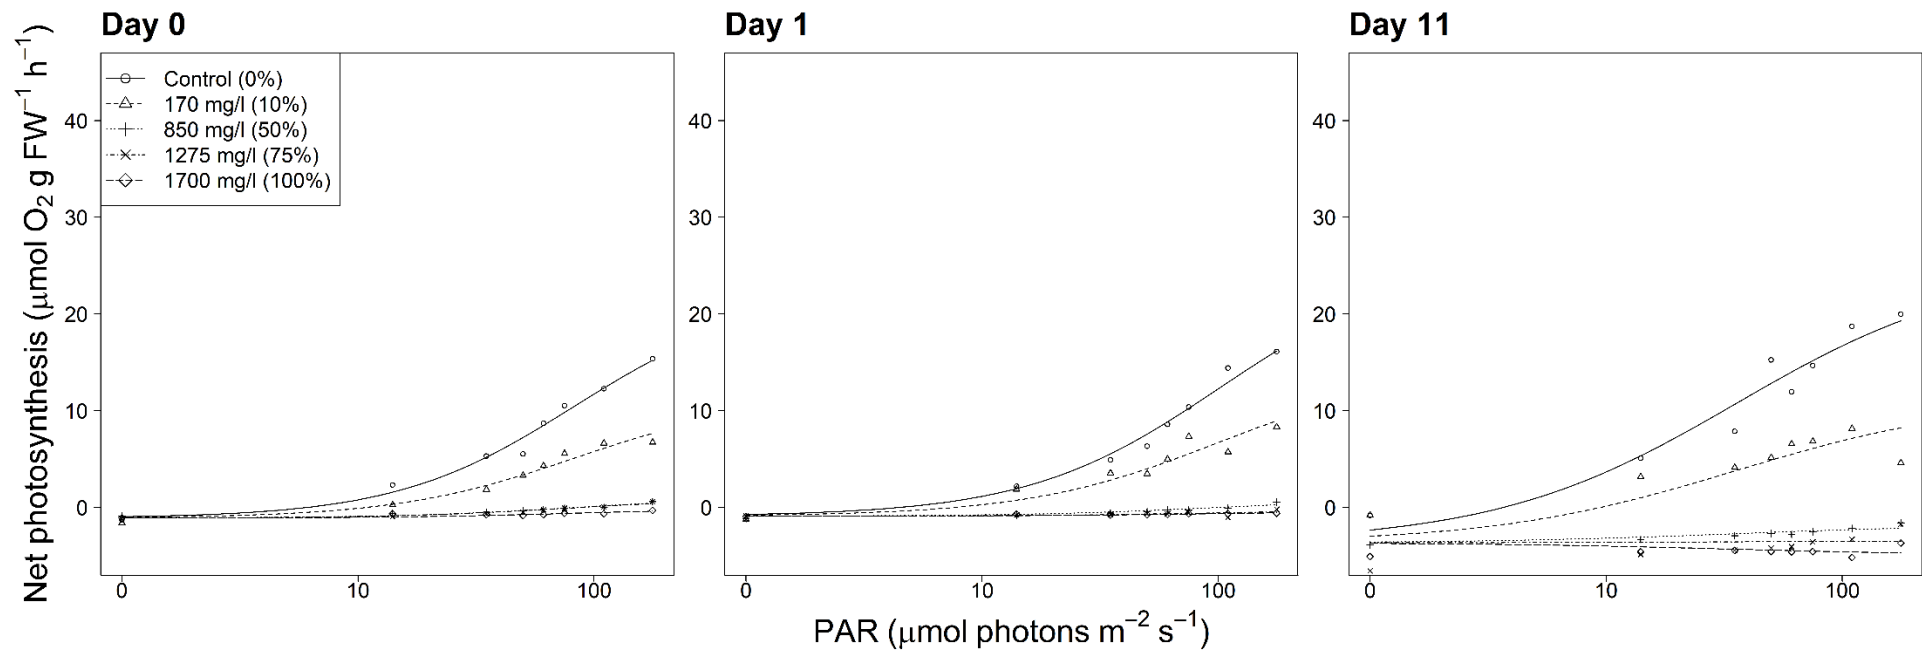 Day 0
Day 1
Day 11
Net photosynthesis (μmol O₂ g FW⁻¹ h⁻¹)
Control (0%)
170 mg/l (10%)
850 mg/l (50%)
1275 mg/l (75%)
1700 mg/l (100%)
40
30
20
10
0
40
30
20
10
0
40
30
20
10
0
0 10 100
0 10 100
0 10 100
PAR (μmol photons m⁻² s⁻¹)